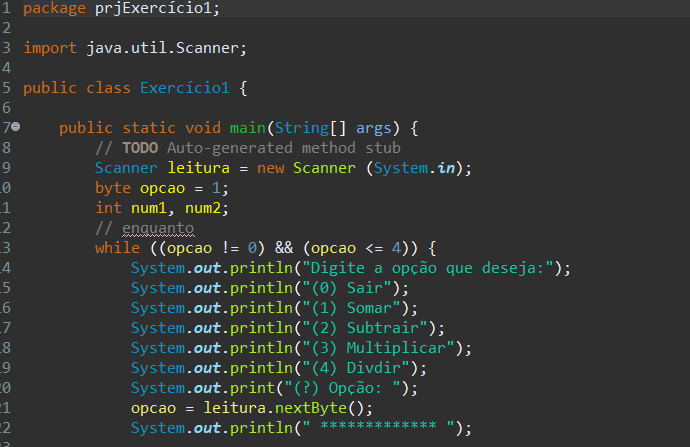 1 package prjExercício1;
2
3 import java.util.Scanner;
4
5 public class Exercício1 {
6
7 public static void main(String[] args) {
8 // TODO Auto-generated method stub
9 Scanner leitura = new Scanner (System.in);
10 byte opcao = 1;
11 int num1, num2;
12 // enquanto
13 while ((opcao != 0) && (opcao <= 4)) {
14 System.out.println("Digite a opção que deseja:");
15 System.out.println("(0) Sair");
16 System.out.println("(1) Somar");
17 System.out.println("(2) Subtrair");
18 System.out.println("(3) Multiplicar");
19 System.out.println("(4) Divdir");
20 System.out.print("(?) Opção: ");
21 opcao = leitura.nextByte();
22 System.out.println(" ************* ");